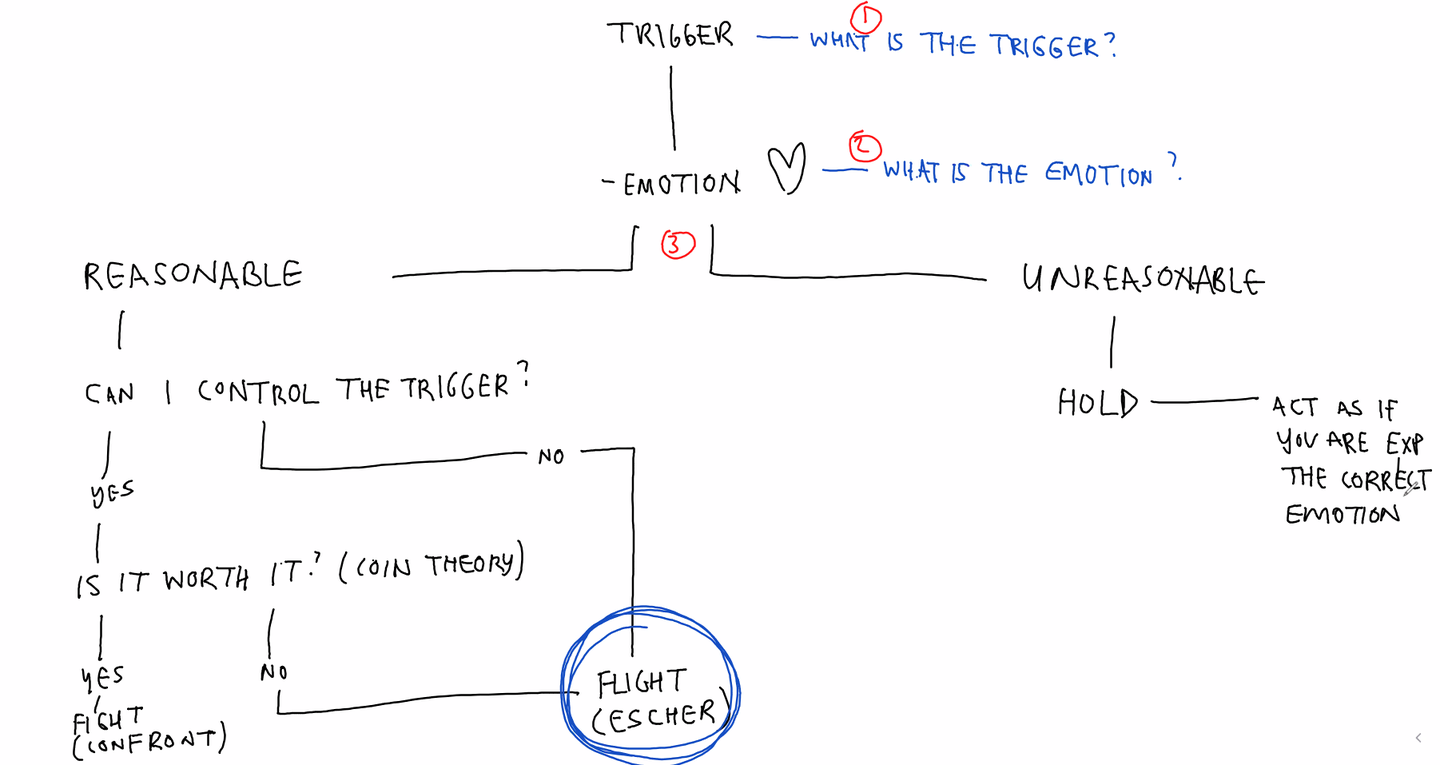 TRIGGER — WHAT IS THE TRIGGER?
1
- EMOTION ♡ — WHAT IS THE EMOTION?
2
3
REASONABLE
UNREASONABLE
CAN I CONTROL THE TRIGGER?
HOLD
ACT AS IF
YOU ARE EXP
THE CORRECT
EMOTION
NO
YES
IS IT WORTH IT? (COIN THEORY)
YES
NO
FIGHT
(CONFRONT)
FLIGHT
(ESCHER)